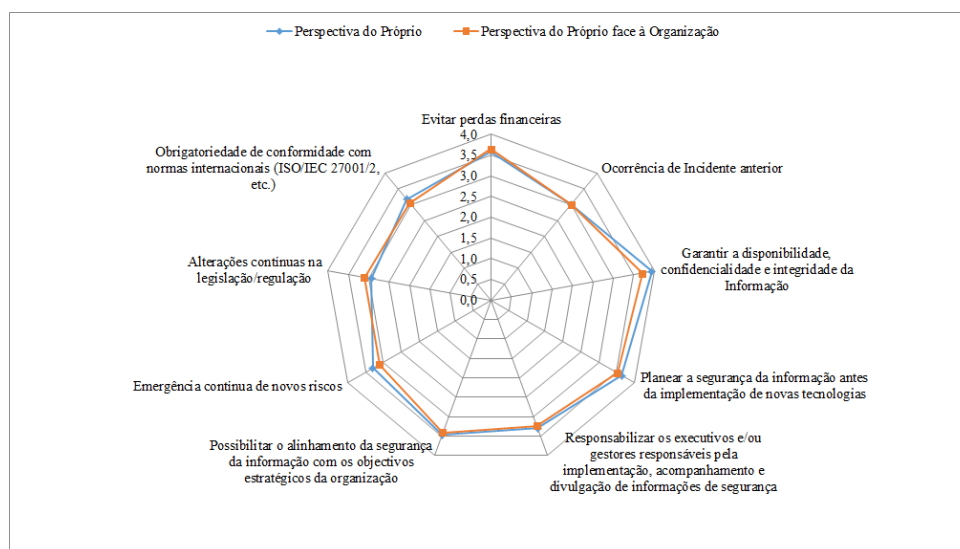 Perspectiva do Próprio
Perspectiva do Próprio face à Organização
Evitar perdas financeiras
4,0
3,5
3,0
2,5
2,0
1,5
1,0
0,5
0,0
Ocorrência de Incidente anterior
Garantir a disponibilidade,
confidencialidade e integridade da
Informação
Planear a segurança da informação antes
da implementação de novas tecnologias
Responsabilizar os executivos e/ou
gestores responsáveis pela
implementação, acompanhamento e
divulgação de informações de segurança
Possibilitar o alinhamento da segurança
da informação com os objectivos
estratégicos da organização
Emergência continua de novos riscos
Alterações continuas na
legislação/regulação
Obrigatoriedade de conformidade com
normas internacionais (ISO/IEC 27001/2,
etc.)